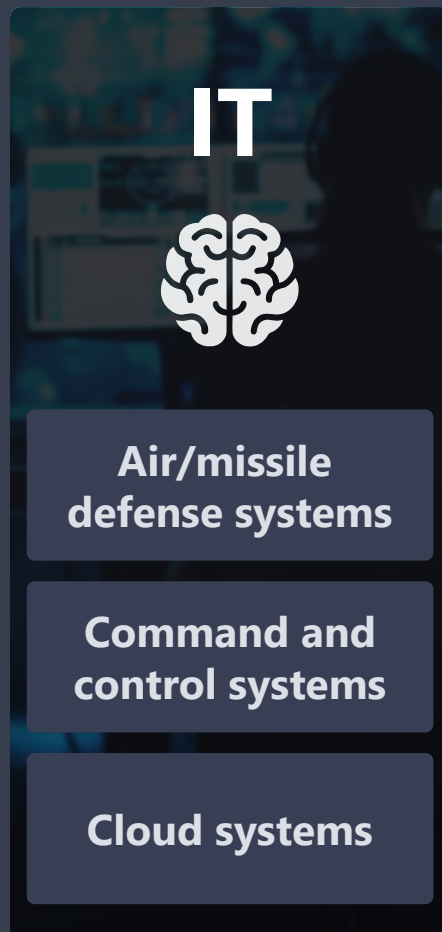 IT
Air/missile
defense systems
Command and
control systems
Cloud systems